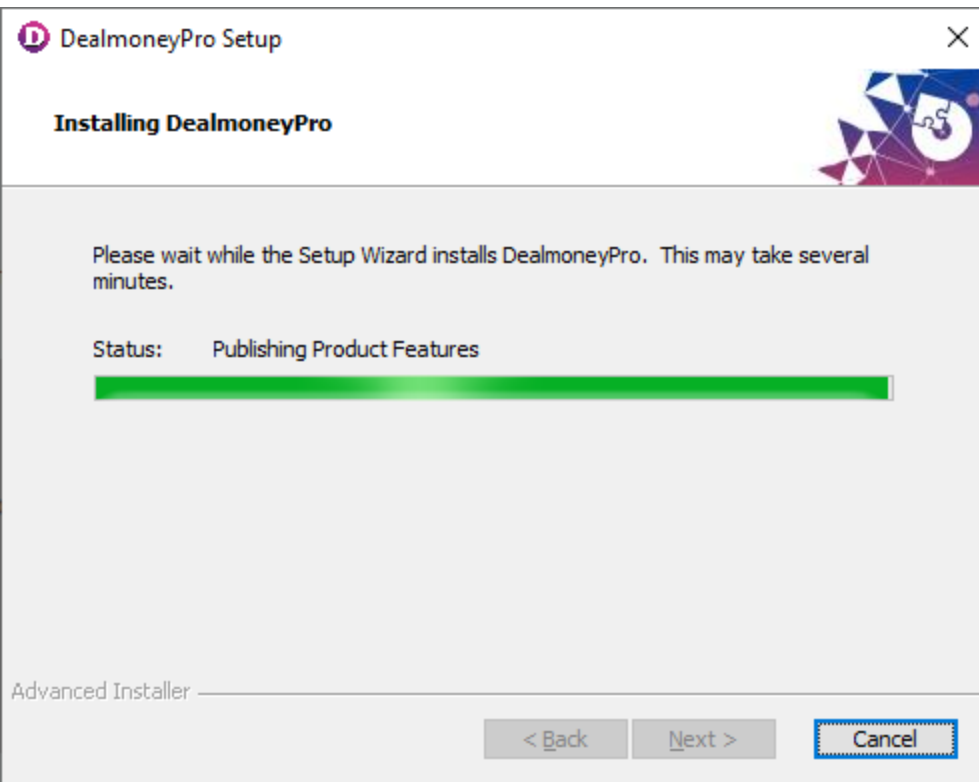 DealmoneyPro Setup
Installing DealmoneyPro
Please wait while the Setup Wizard installs DealmoneyPro. This may take several
minutes.
Status: Publishing Product Features
Advanced Installer
< Back Next > Cancel